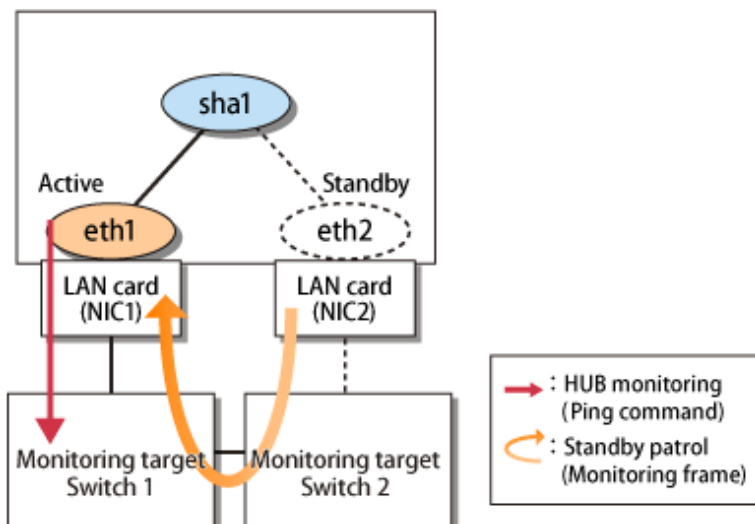 sha1
Active
Standby
eth1
eth2
LAN card
(NIC1)
LAN card
(NIC2)
Monitoring target
Switch 1
Monitoring target
Switch 2
: HUB monitoring
(Ping command)
: Standby patrol
(Monitoring frame)